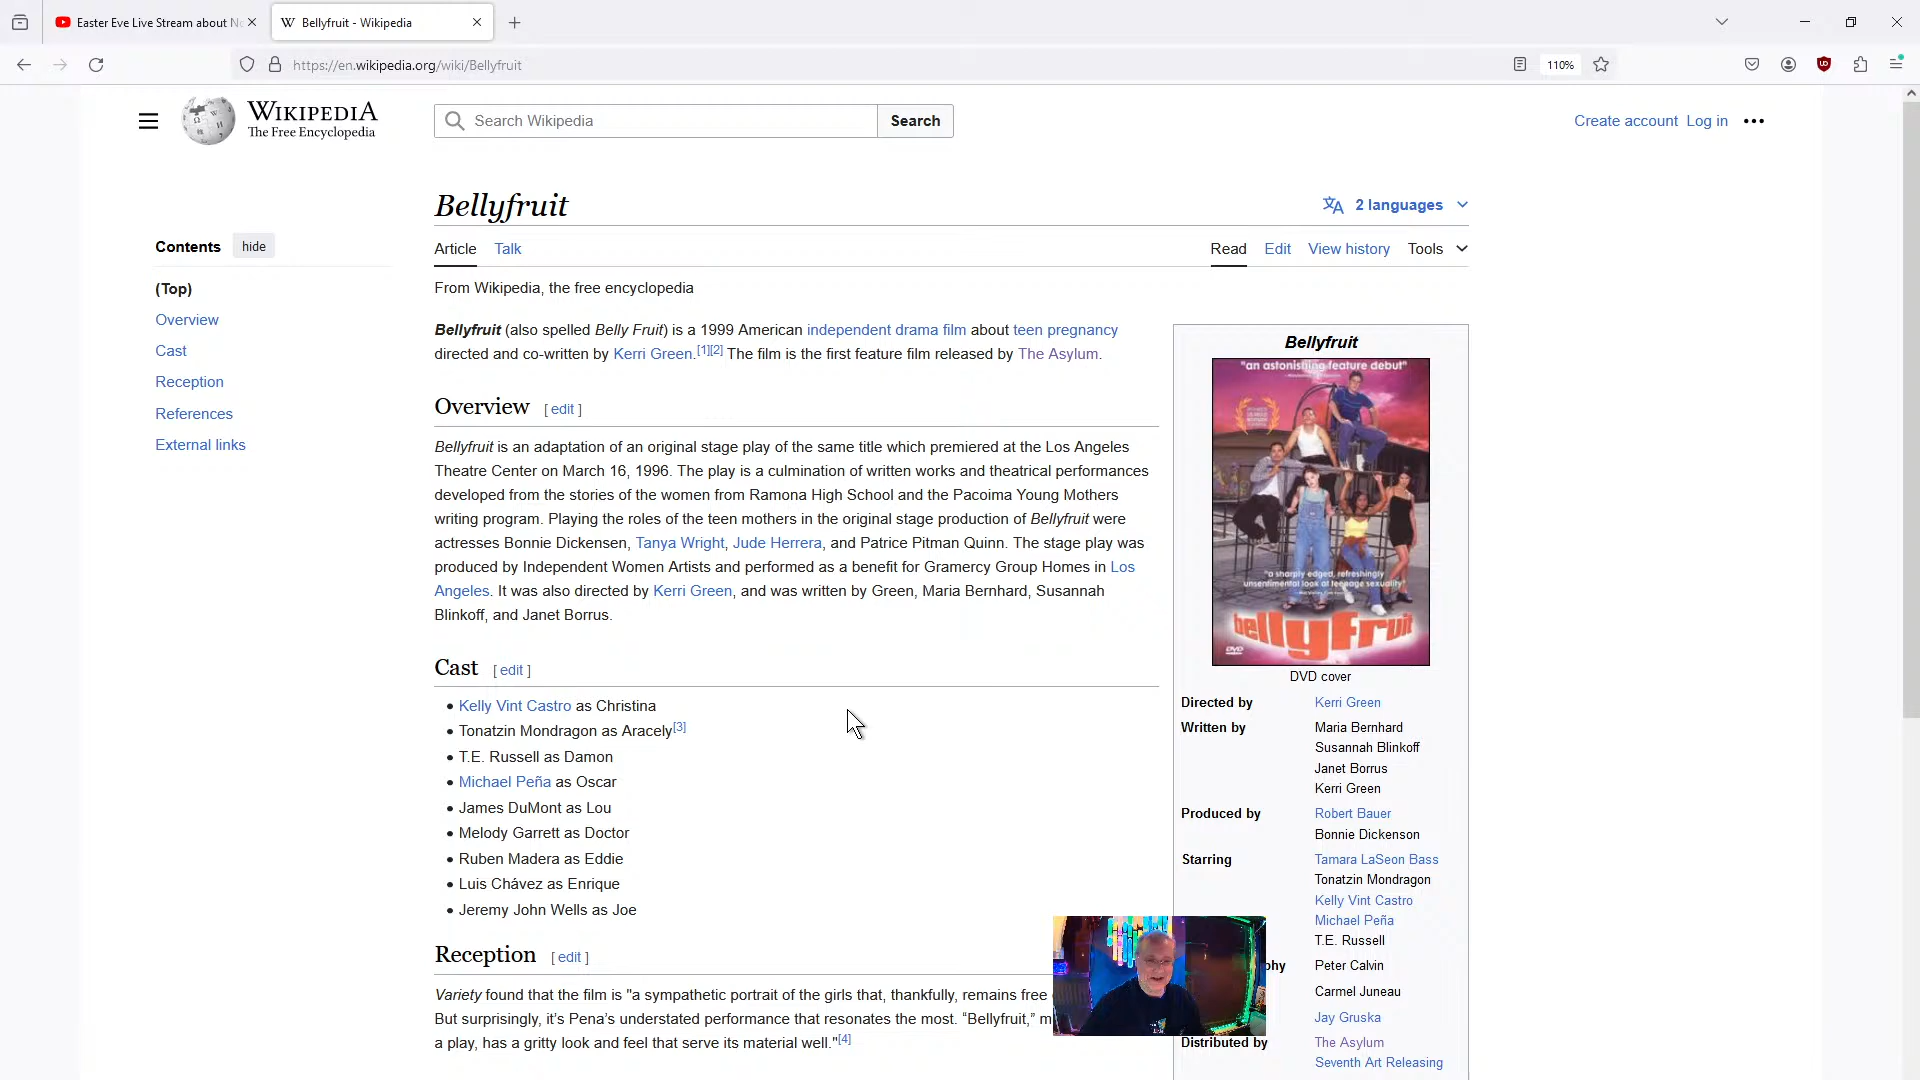 Easter Eve Live Stream about N
Bellyfruit - Wikipedia
https://en.wikipedia.org/wiki/Bellyfruit
110%
WIKIPEDIA
The Free Encyclopedia
Search Wikipedia
Search
Create account Log in
Bellyfruit
2 languages
Contents hide
(Top)
Overview
Cast
Reception
References
External links
Article Talk
Read Edit View history Tools
From Wikipedia, the free encyclopedia
Bellyfruit (also spelled Belly Fruit) is a 1999 American independent drama film about teen pregnancy
directed and co-written by Kerri Green.[1][2] The film is the first feature film released by The Asylum.
Overview [ edit ]
Bellyfruit is an adaptation of an original stage play of the same title which premiered at the Los Angeles
Theatre Center on March 16, 1996. The play is a culmination of written works and theatrical performances
developed from the stories of the women from Ramona High School and the Pacoima Young Mothers
writing program. Playing the roles of the teen mothers in the original stage production of Bellyfruit were
actresses Bonnie Dickensen, Tanya Wright, Jude Herrera, and Patrice Pitman Quinn. The stage play was
produced by Independent Women Artists and performed as a benefit for Gramercy Group Homes in Los
Angeles. It was also directed by Kerri Green, and was written by Green, Maria Bernhard, Susannah
Blinkoff, and Janet Borrus.
Cast [ edit ]
• Kelly Vint Castro as Christina
• Tonatzin Mondragon as Aracely[3]
• T.E. Russell as Damon
• Michael Peña as Oscar
• James DuMont as Lou
• Melody Garrett as Doctor
• Ruben Madera as Eddie
• Luis Chávez as Enrique
• Jeremy John Wells as Joe
Reception [ edit ]
Variety found that the film is "a sympathetic portrait of the girls that, thankfully, remains free
But surprisingly, it's Pena's understated performance that resonates the most. “Bellyfruit,” m
a play, has a gritty look and feel that serve its material well."[4]
Bellyfruit
"an astonishing feature debut"
"a sharply edged, refreshingly
unsentimental look at teenage sexuality"
bellyfruit
DVD
DVD cover
Directed by Kerri Green
Written by Maria Bernhard
Susannah Blinkoff
Janet Borrus
Kerri Green
Produced by Robert Bauer
Bonnie Dickenson
Starring Tamara LaSeon Bass
Tonatzin Mondragon
Kelly Vint Castro
Michael Peña
T.E. Russell
phy Peter Calvin
Carmel Juneau
Jay Gruska
Distributed by The Asylum
Seventh Art Releasing